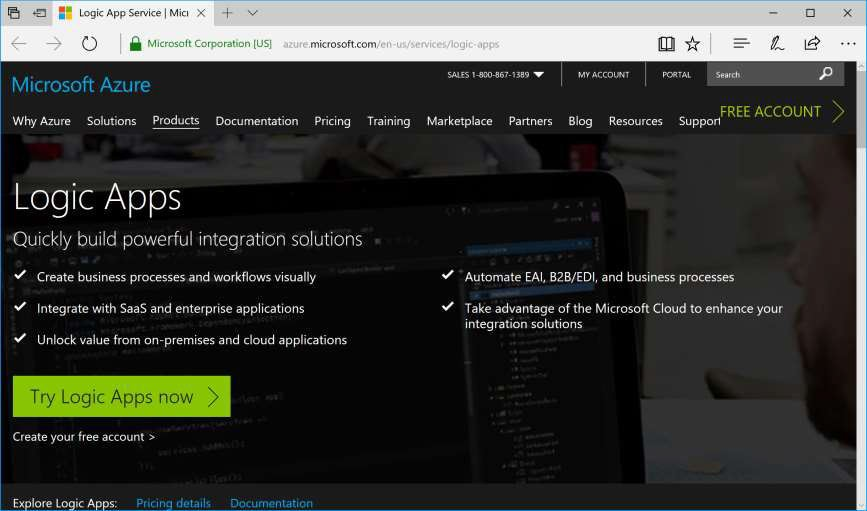 Logic App Service | Mic
Microsoft Corporation [US]
azure.microsoft.com/en-us/services/logic-apps
SALES 1-800-867-1389
MY ACCOUNT
PORTAL
Search
Microsoft Azure
FREE ACCOUNT
Why Azure Solutions Products Documentation Pricing Training Marketplace Partners Blog Resources Support
Logic Apps
Quickly build powerful integration solutions
Create business processes and workflows visually
Integrate with SaaS and enterprise applications
Unlock value from on-premises and cloud applications
Automate EAI, B2B/EDI, and business processes
Take advantage of the Microsoft Cloud to enhance your
integration solutions
Try Logic Apps now
Create your free account >
Explore Logic Apps: Pricing details Documentation